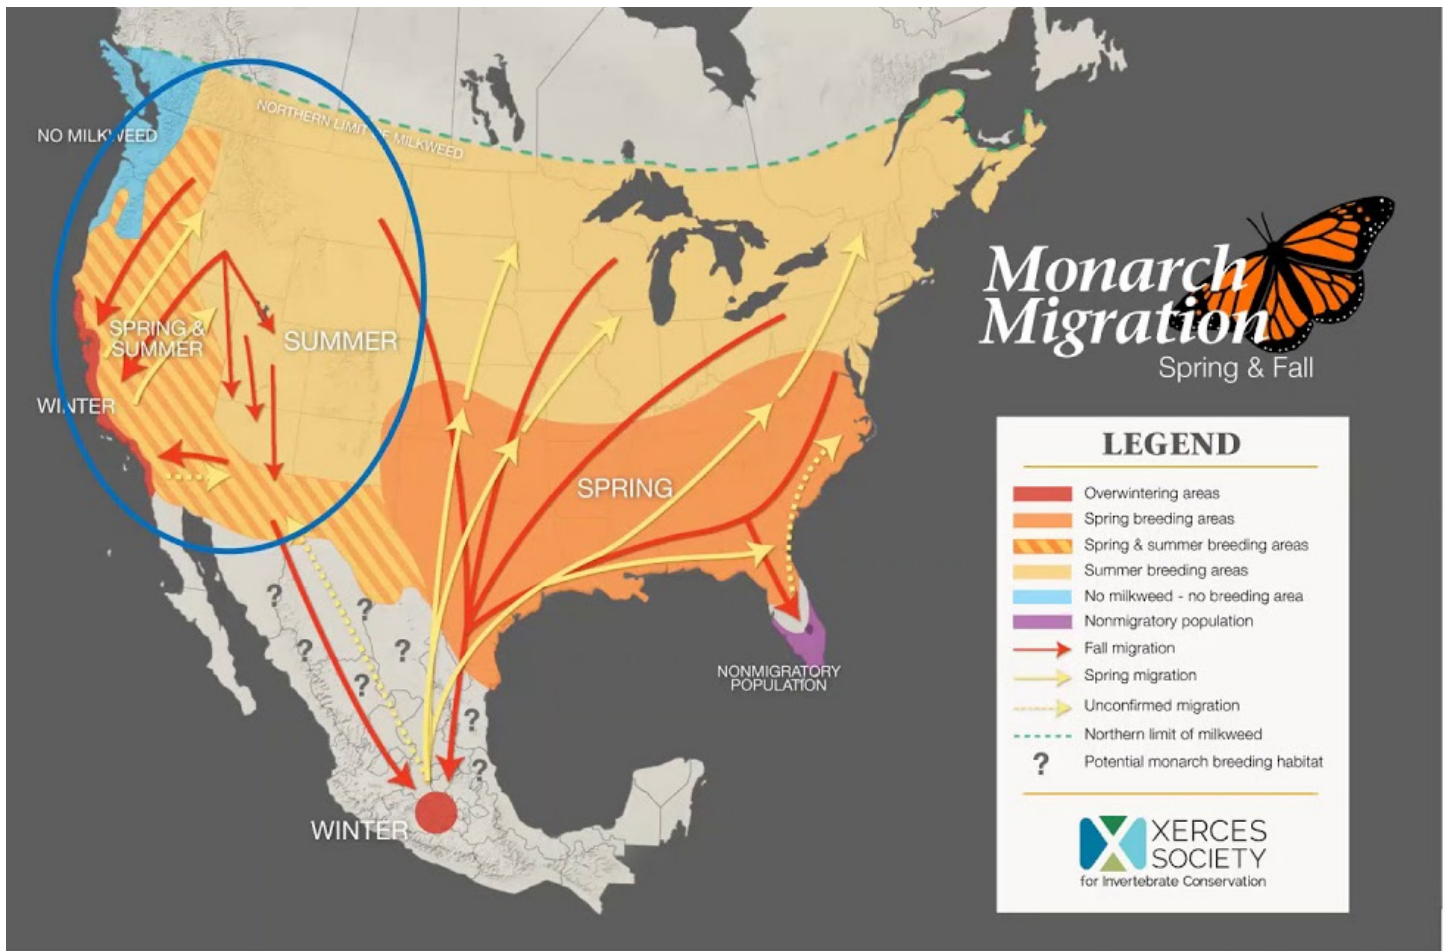 NO MILKWEED
NORTHERN LIMIT OF MILKWEED
SPRING &
SUMMER
SUMMER
WINTER
SPRING
NONMIGRATORY
POPULATION
?
?
?
?
?
?
?
WINTER
Monarch
Migration
Spring & Fall
LEGEND
Overwintering areas
Spring breeding areas
Spring & summer breeding areas
Summer breeding areas
No milkweed - no breeding area
Nonmigratory population
Fall migration
Spring migration
Unconfirmed migration
Northern limit of milkweed
? Potential monarch breeding habitat
XERCES
SOCIETY
for Invertebrate Conservation